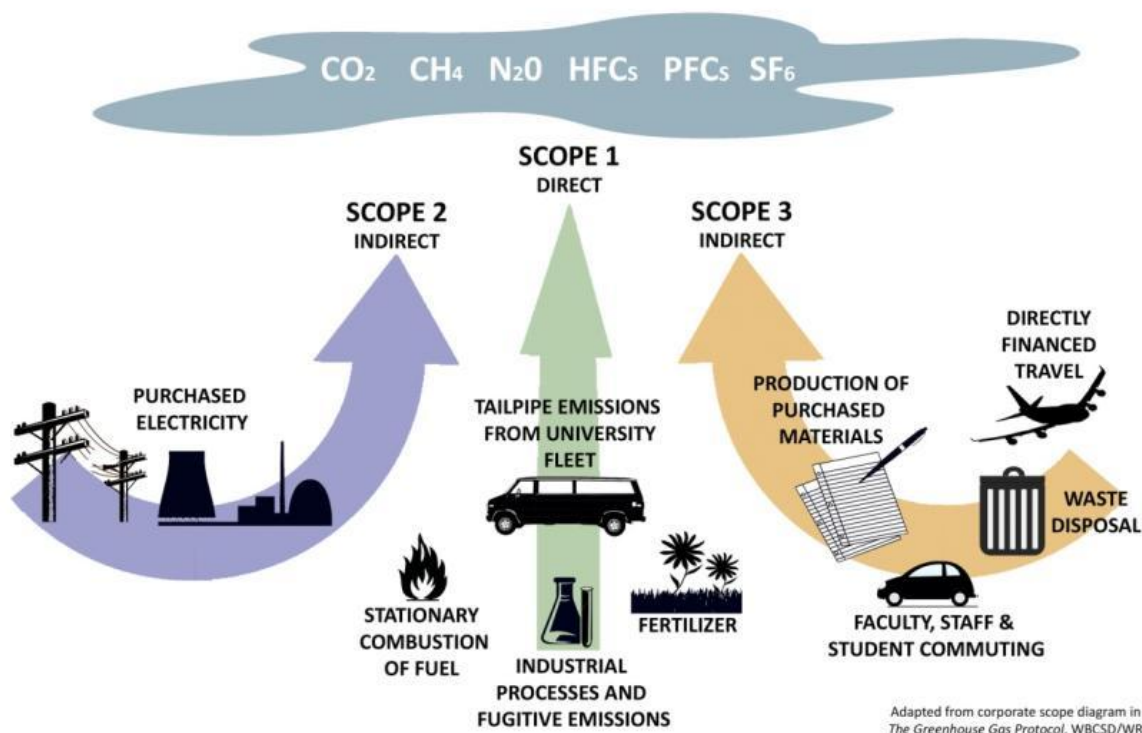 CO₂ CH₄ N₂0 HFCs PFCs SF₆
SCOPE 1
DIRECT
SCOPE 2
INDIRECT
SCOPE 3
INDIRECT
PURCHASED
ELECTRICITY
TAILPIPE EMISSIONS
FROM UNIVERSITY
FLEET
STATIONARY
COMBUSTION
OF FUEL
INDUSTRIAL
PROCESSES AND
FUGITIVE EMISSIONS
FERTILIZER
PRODUCTION OF
PURCHASED
MATERIALS
DIRECTLY
FINANCED
TRAVEL
WASTE
DISPOSAL
FACULTY, STAFF &
STUDENT COMMUTING
Adapted from corporate scope diagram in
The Greenhouse Gas Protocol, WBCSD/WR